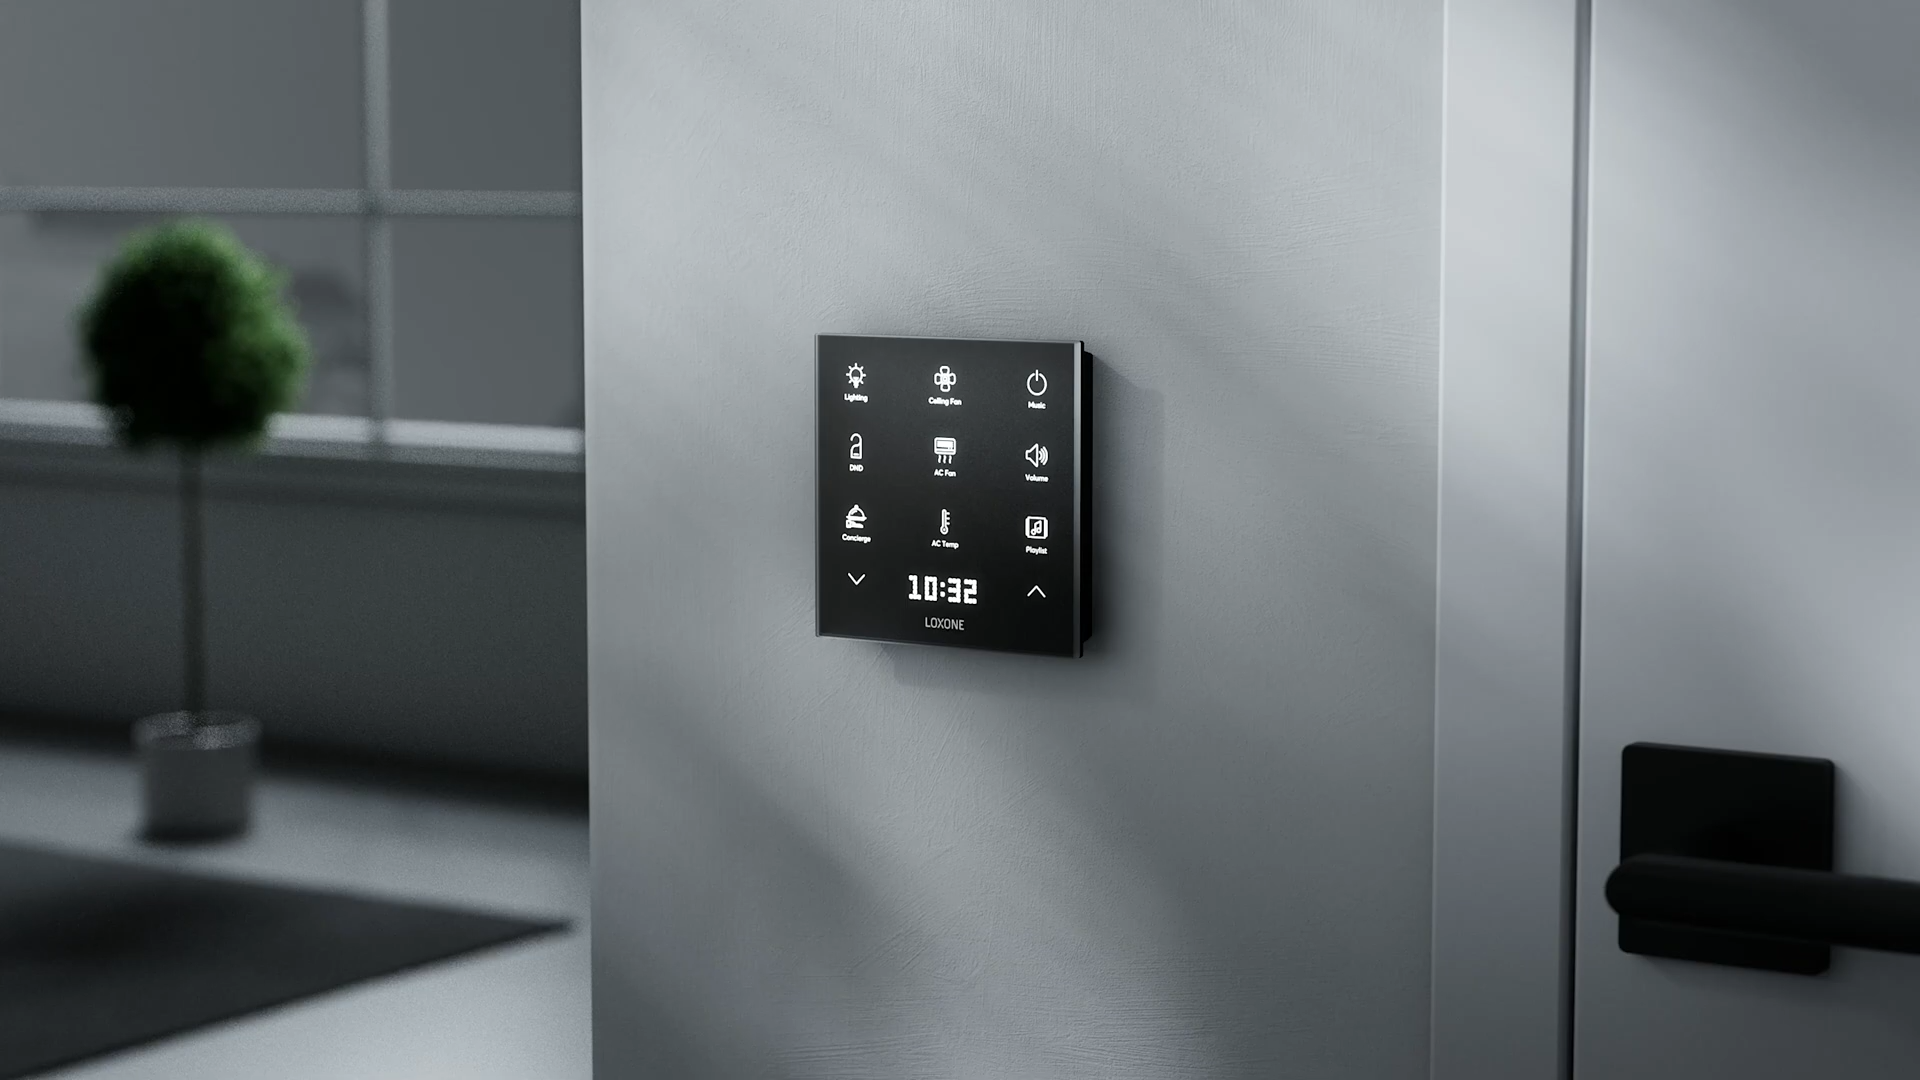 Lighting
Ceiling Fan
Music
DND
AC Fan
Volume
Concierge
AC Temp
Playlist
10:32
LOXONE